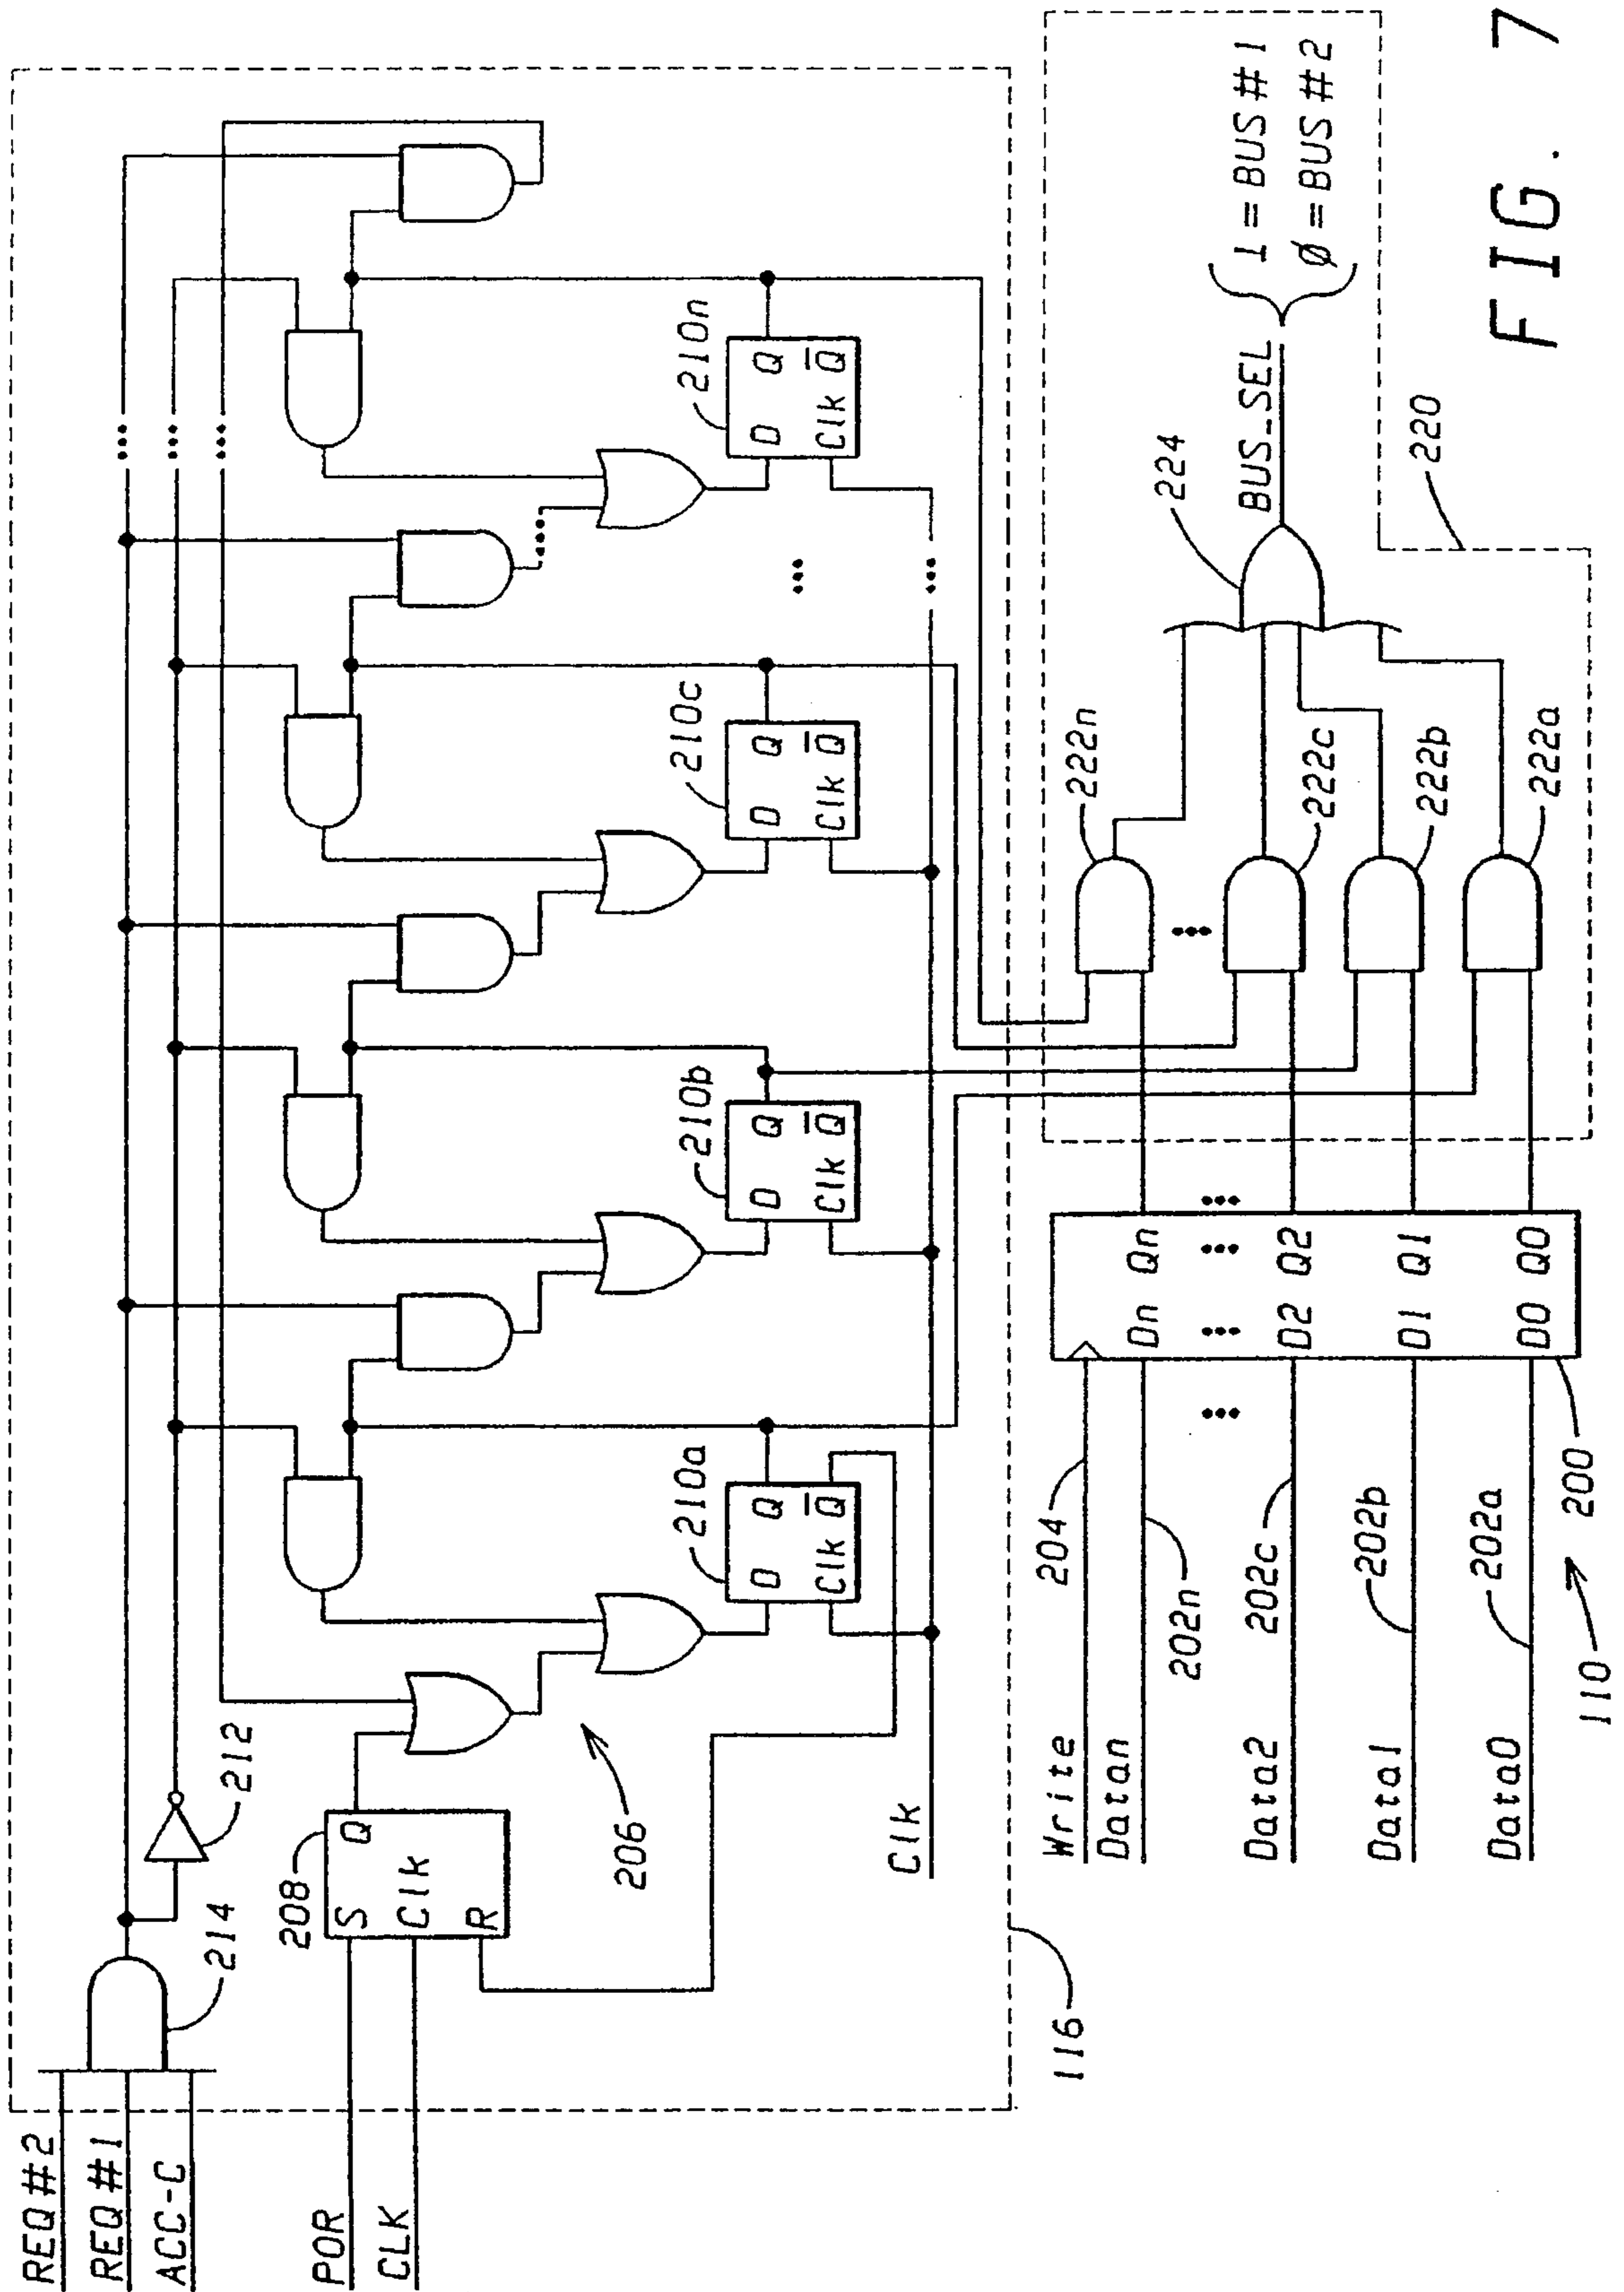 REQ#2
REQ#1
ACC-C
214
212
POR
CLK
208
S Q
Clk
R
206
210a
D Q
Clk Q̅
210b
D Q
Clk Q̅
210c
D Q
Clk Q̅
210n
D Q
Clk Q̅
...
Clk
116
Write
Datan
Data2
Data1
Data0
204
202n
202c
202b
202a
Dn Qn
D2 Q2
D1 Q1
D0 Q0
110
200
222n
222c
222b
222a
224
BUS_SEL
1=BUS#1
Ø=BUS#2
220
FIG. 7